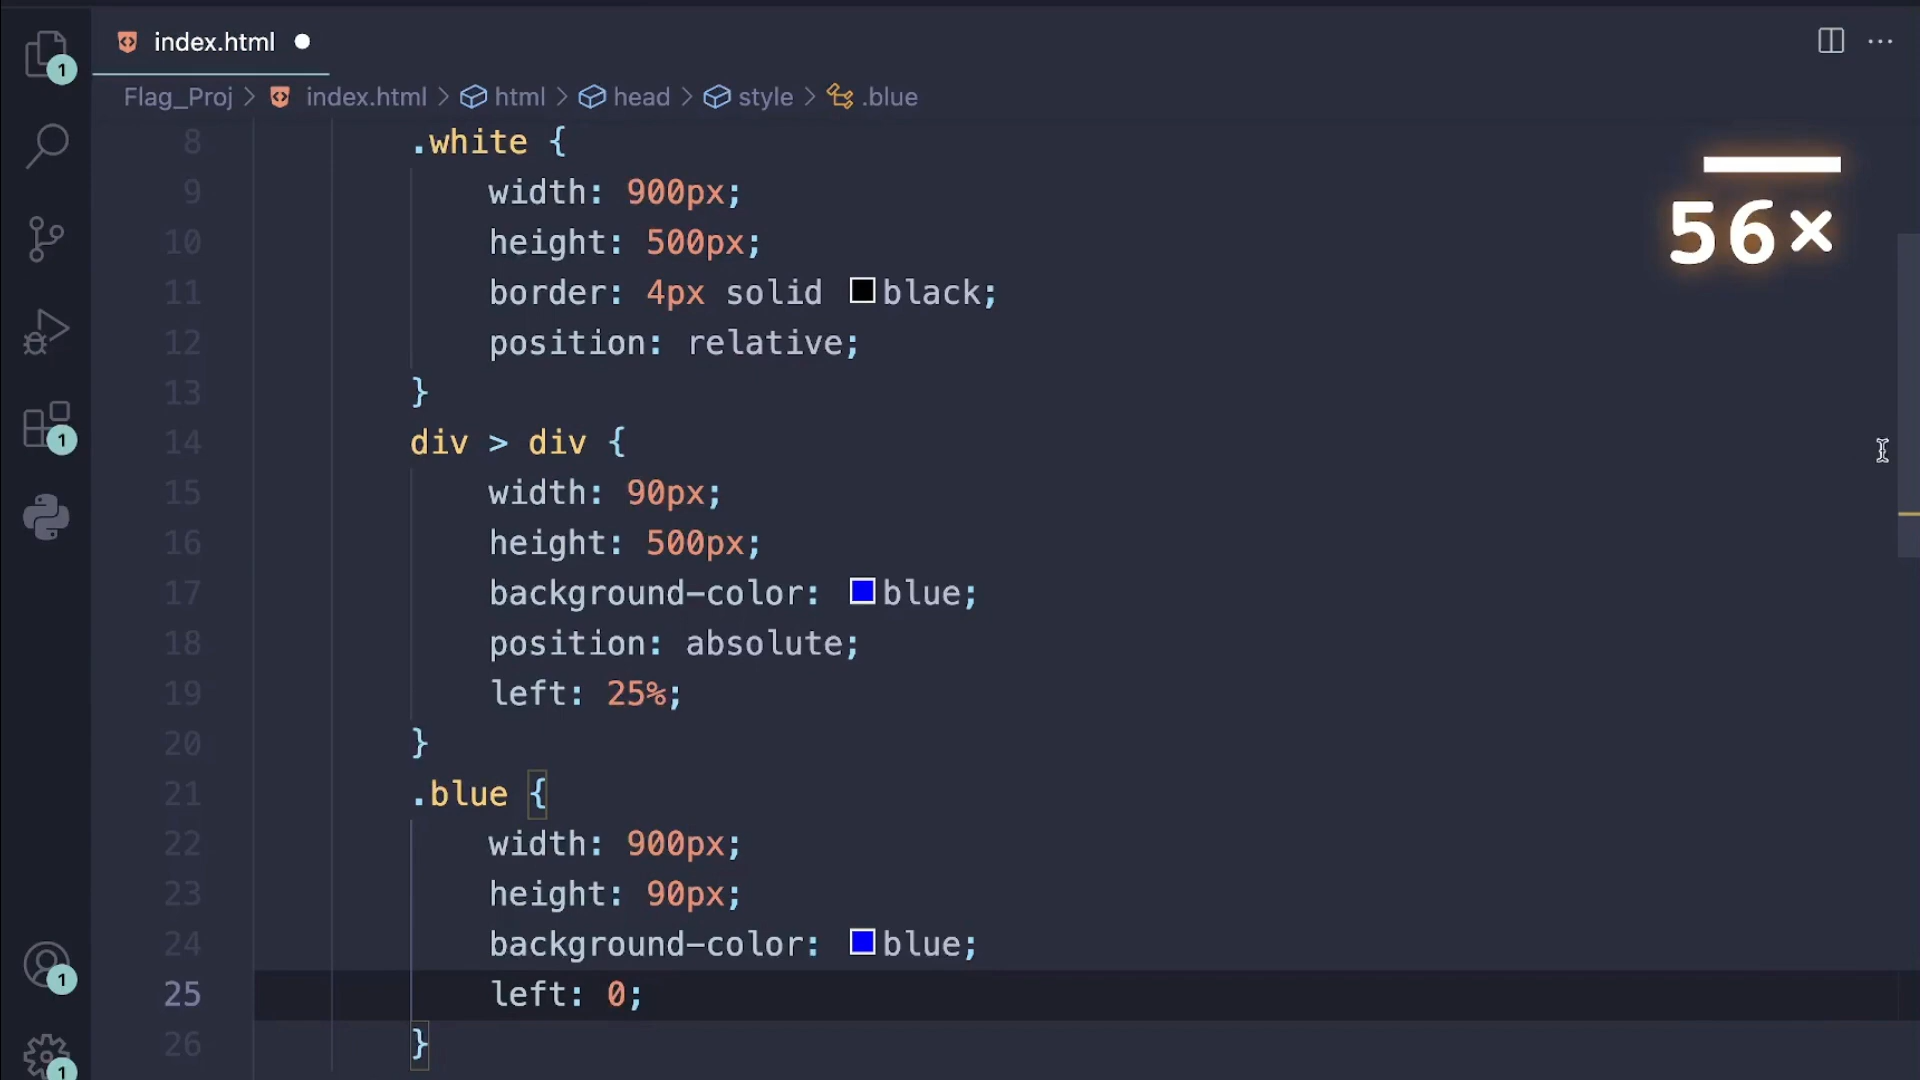 index.html
Flag_Proj > index.html > html > head > style > .blue
56×
8 .white {
9 width: 900px;
10 height: 500px;
11 border: 4px solid black;
12 position: relative;
13 }
14 div > div {
15 width: 90px;
16 height: 500px;
17 background-color: blue;
18 position: absolute;
19 left: 25%;
20 }
21 .blue {
22 width: 900px;
23 height: 90px;
24 background-color: blue;
25 left: 0;
26 }
1
1
1
1